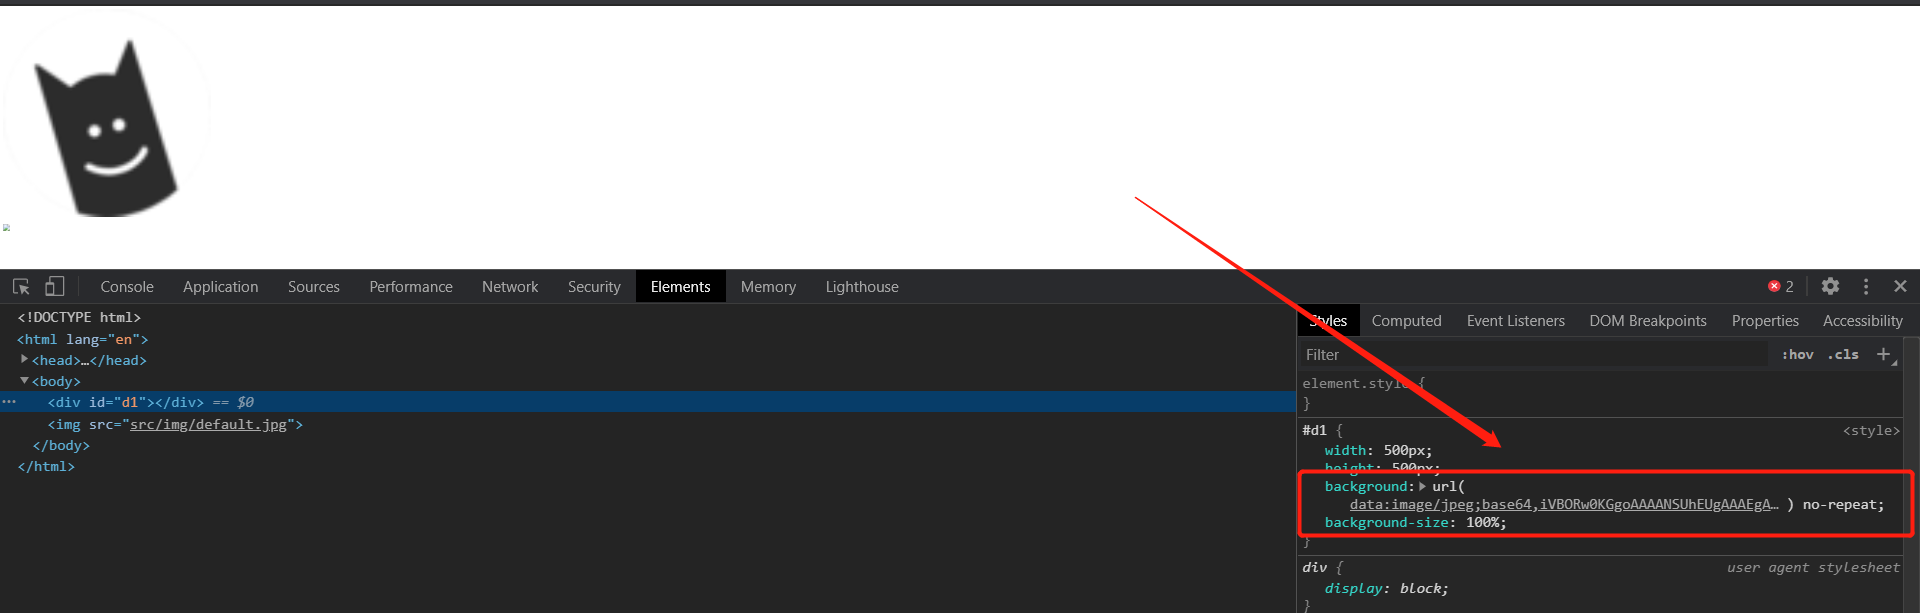 Console Application Sources Performance Network Security Elements Memory Lighthouse 2
<!DOCTYPE html>
<html lang="en">
<head>…</head>
<body>
<div id="d1"></div> == $0
<img src="src/img/default.jpg">
</body>
</html>
Styles Computed Event Listeners DOM Breakpoints Properties Accessibility
Filter :hov .cls
element.style {
}
#d1 { <style>
width: 500px;
height: 500px;
background: url(
data:image/jpeg;base64,iVBORw0KGgoAAAANSUhEUgAAAEgA… ) no-repeat;
background-size: 100%;
}
div { user agent stylesheet
display: block;
}